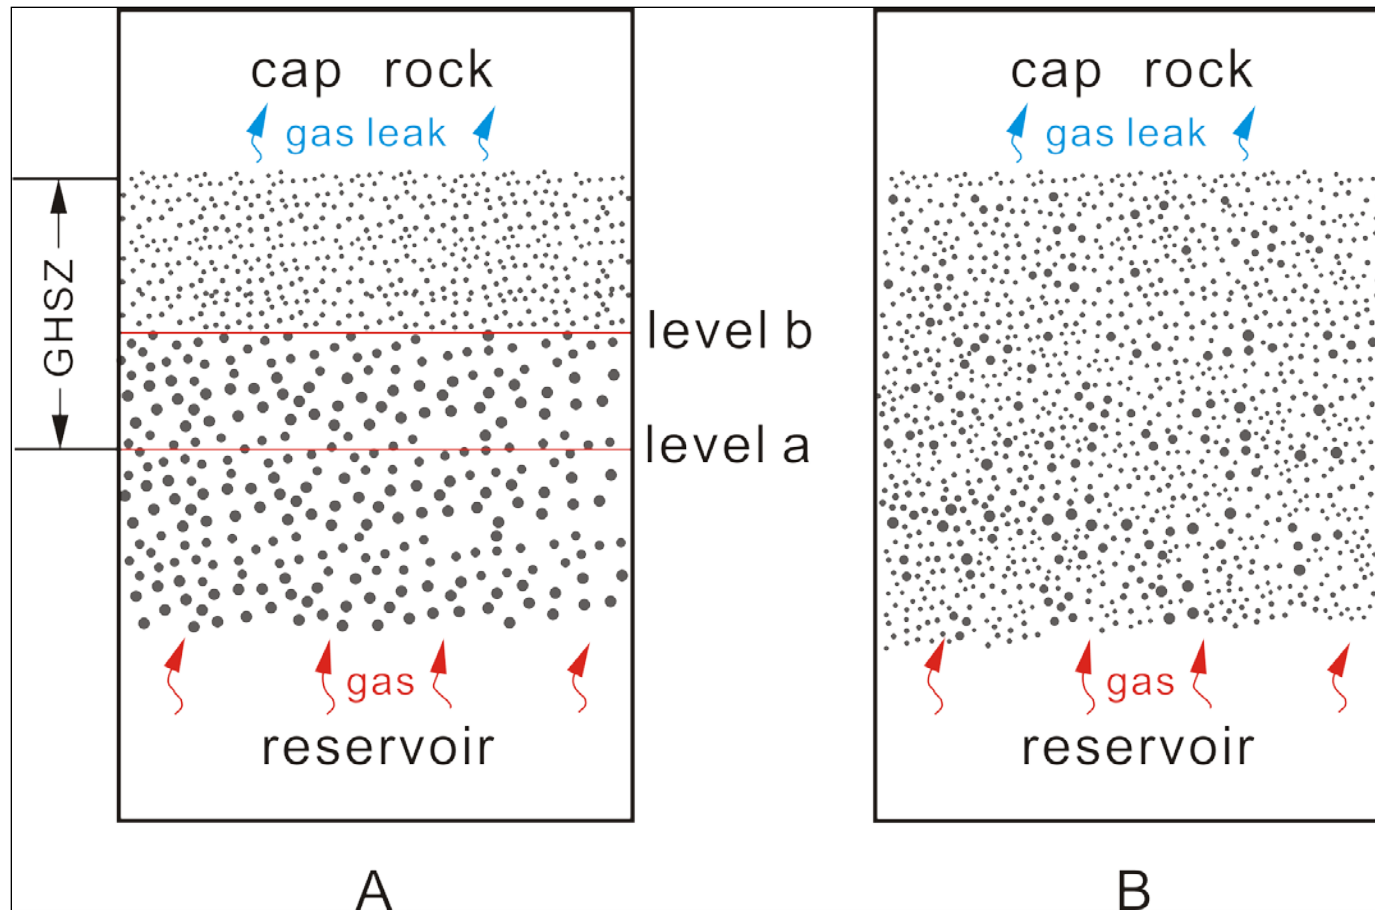 cap rock
gas leak
GHSZ
level b
level a
gas
reservoir
A
cap rock
gas leak
gas
reservoir
B